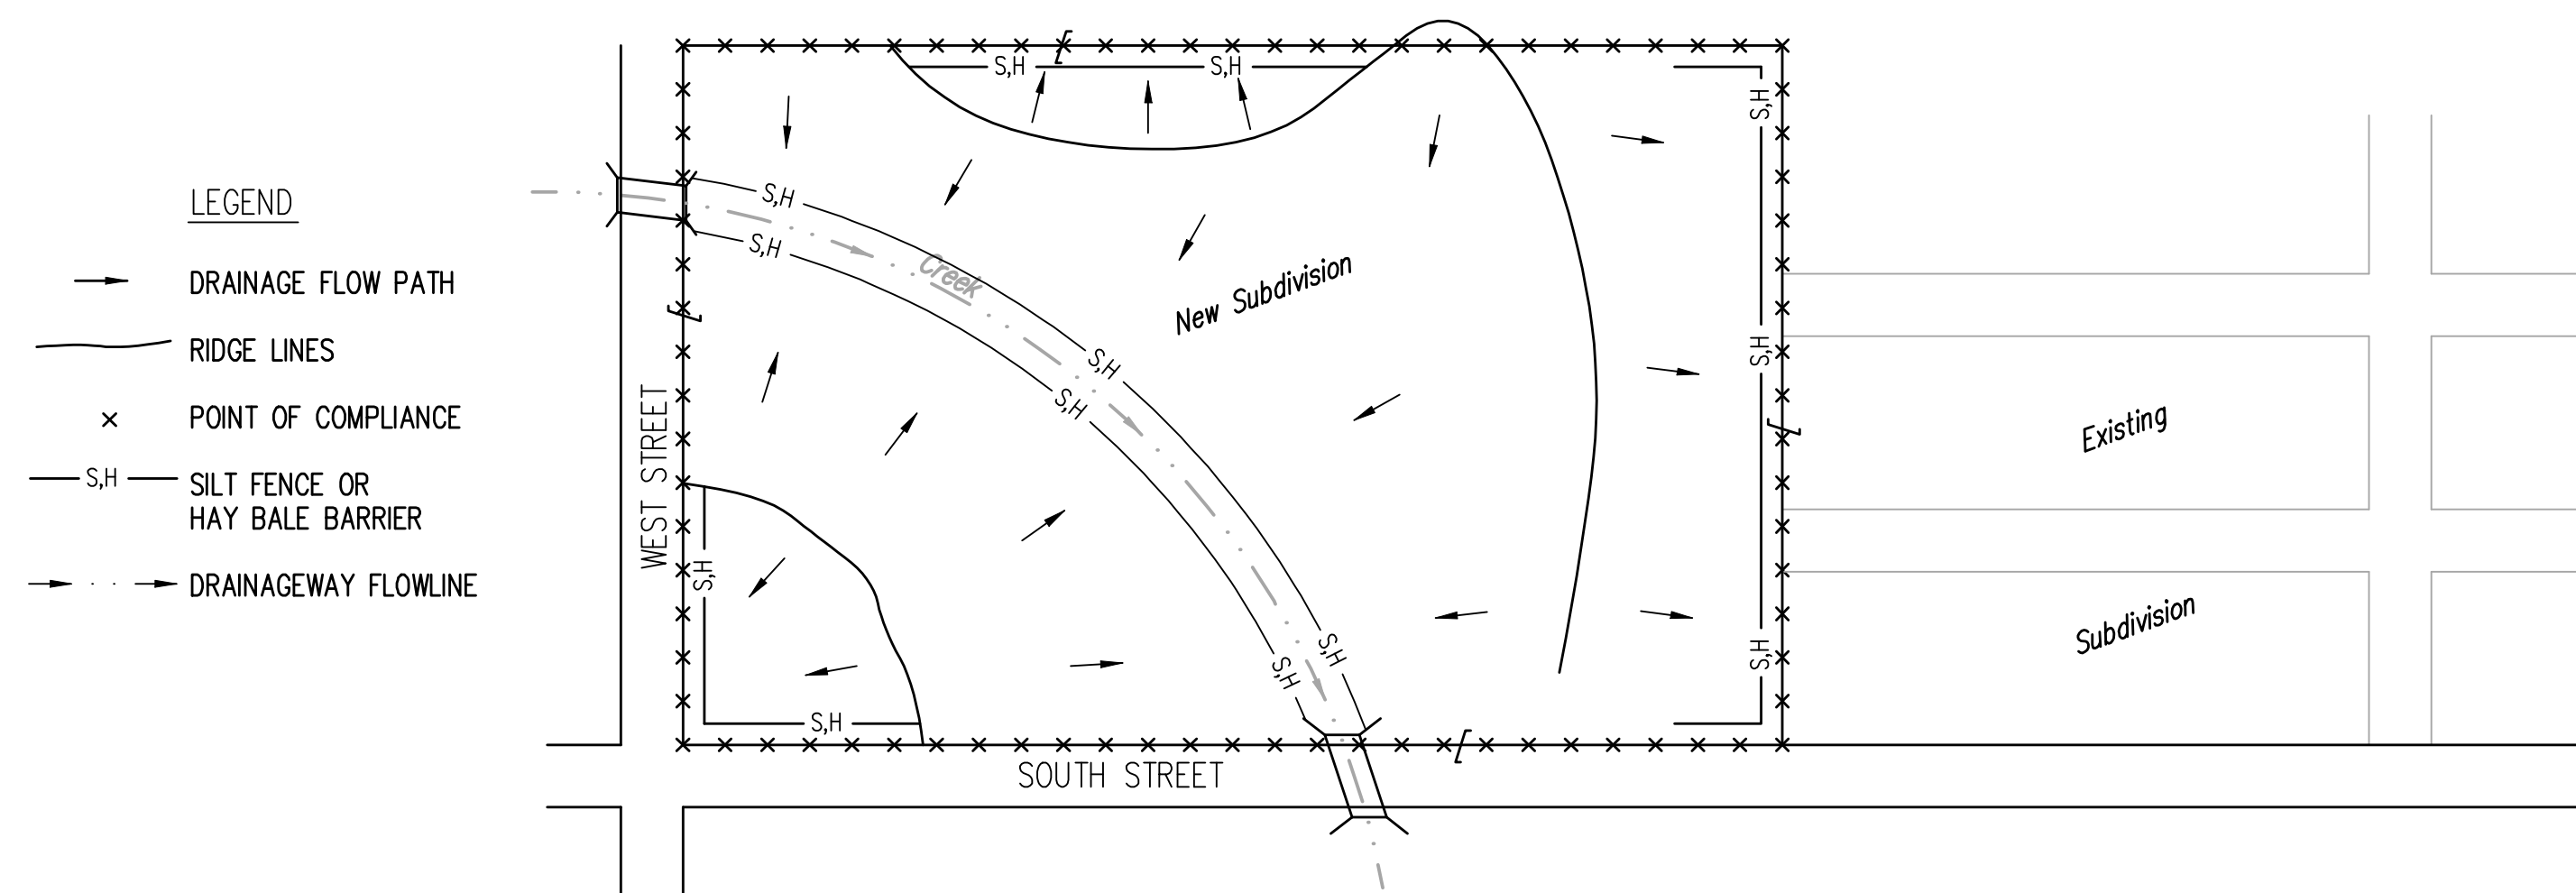 LEGEND
DRAINAGE FLOW PATH
RIDGE LINES
POINT OF COMPLIANCE
S,H
SILT FENCE OR
HAY BALE BARRIER
DRAINAGEWAY FLOWLINE
S,H
S,H
S,H
S,H
S,H
Creek
New Subdivision
S,H
S,H
S,H
WEST STREET
Existing
S,H
S,H
S,H
S,H
Subdivision
S,H
S,H
SOUTH STREET